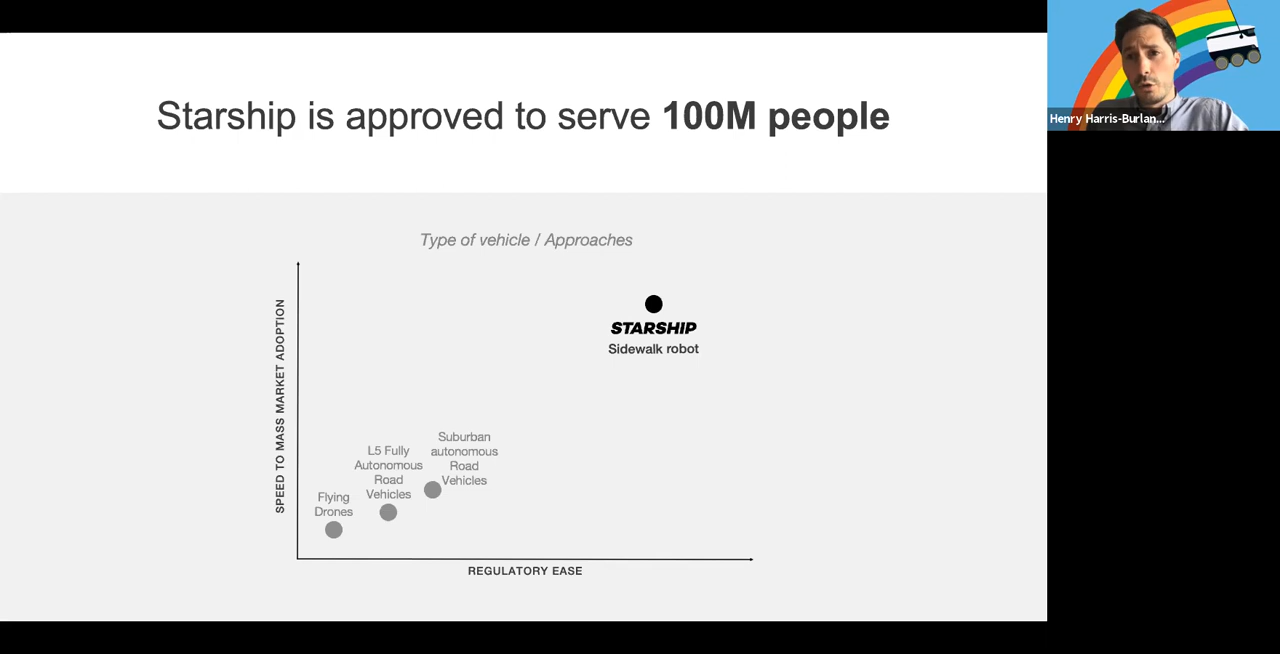 Starship is approved to serve 100M people
Henry Harris-Burlan...
Type of vehicle / Approaches
SPEED TO MASS MARKET ADOPTION
STARSHIP
Sidewalk robot
Suburban
autonomous
Road
Vehicles
L5 Fully
Autonomous
Road
Vehicles
Flying
Drones
REGULATORY EASE